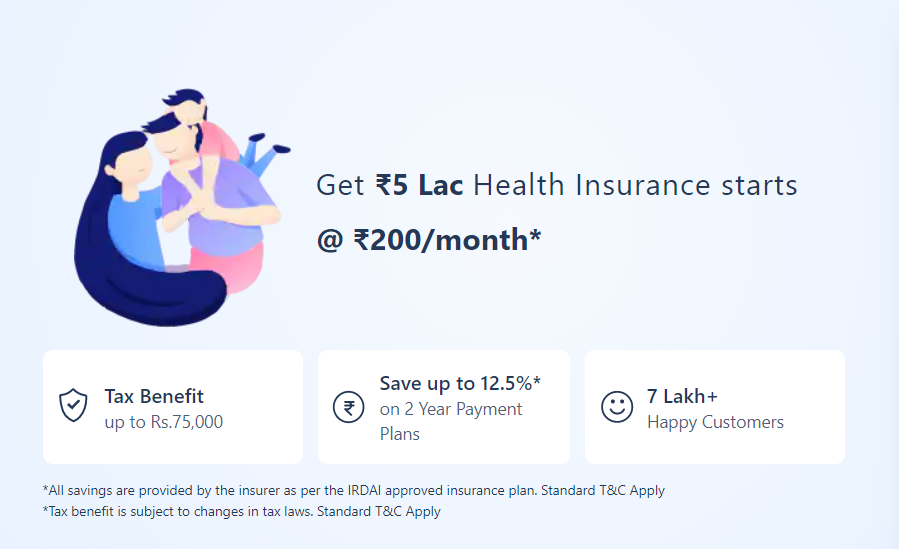 Get ₹5 Lac Health Insurance starts
@ ₹200/month*
Tax Benefit
up to Rs.75,000
₹
Save up to 12.5%*
on 2 Year Payment
Plans
7 Lakh+
Happy Customers
*All savings are provided by the insurer as per the IRDAI approved insurance plan. Standard T&C Apply
*Tax benefit is subject to changes in tax laws. Standard T&C Apply